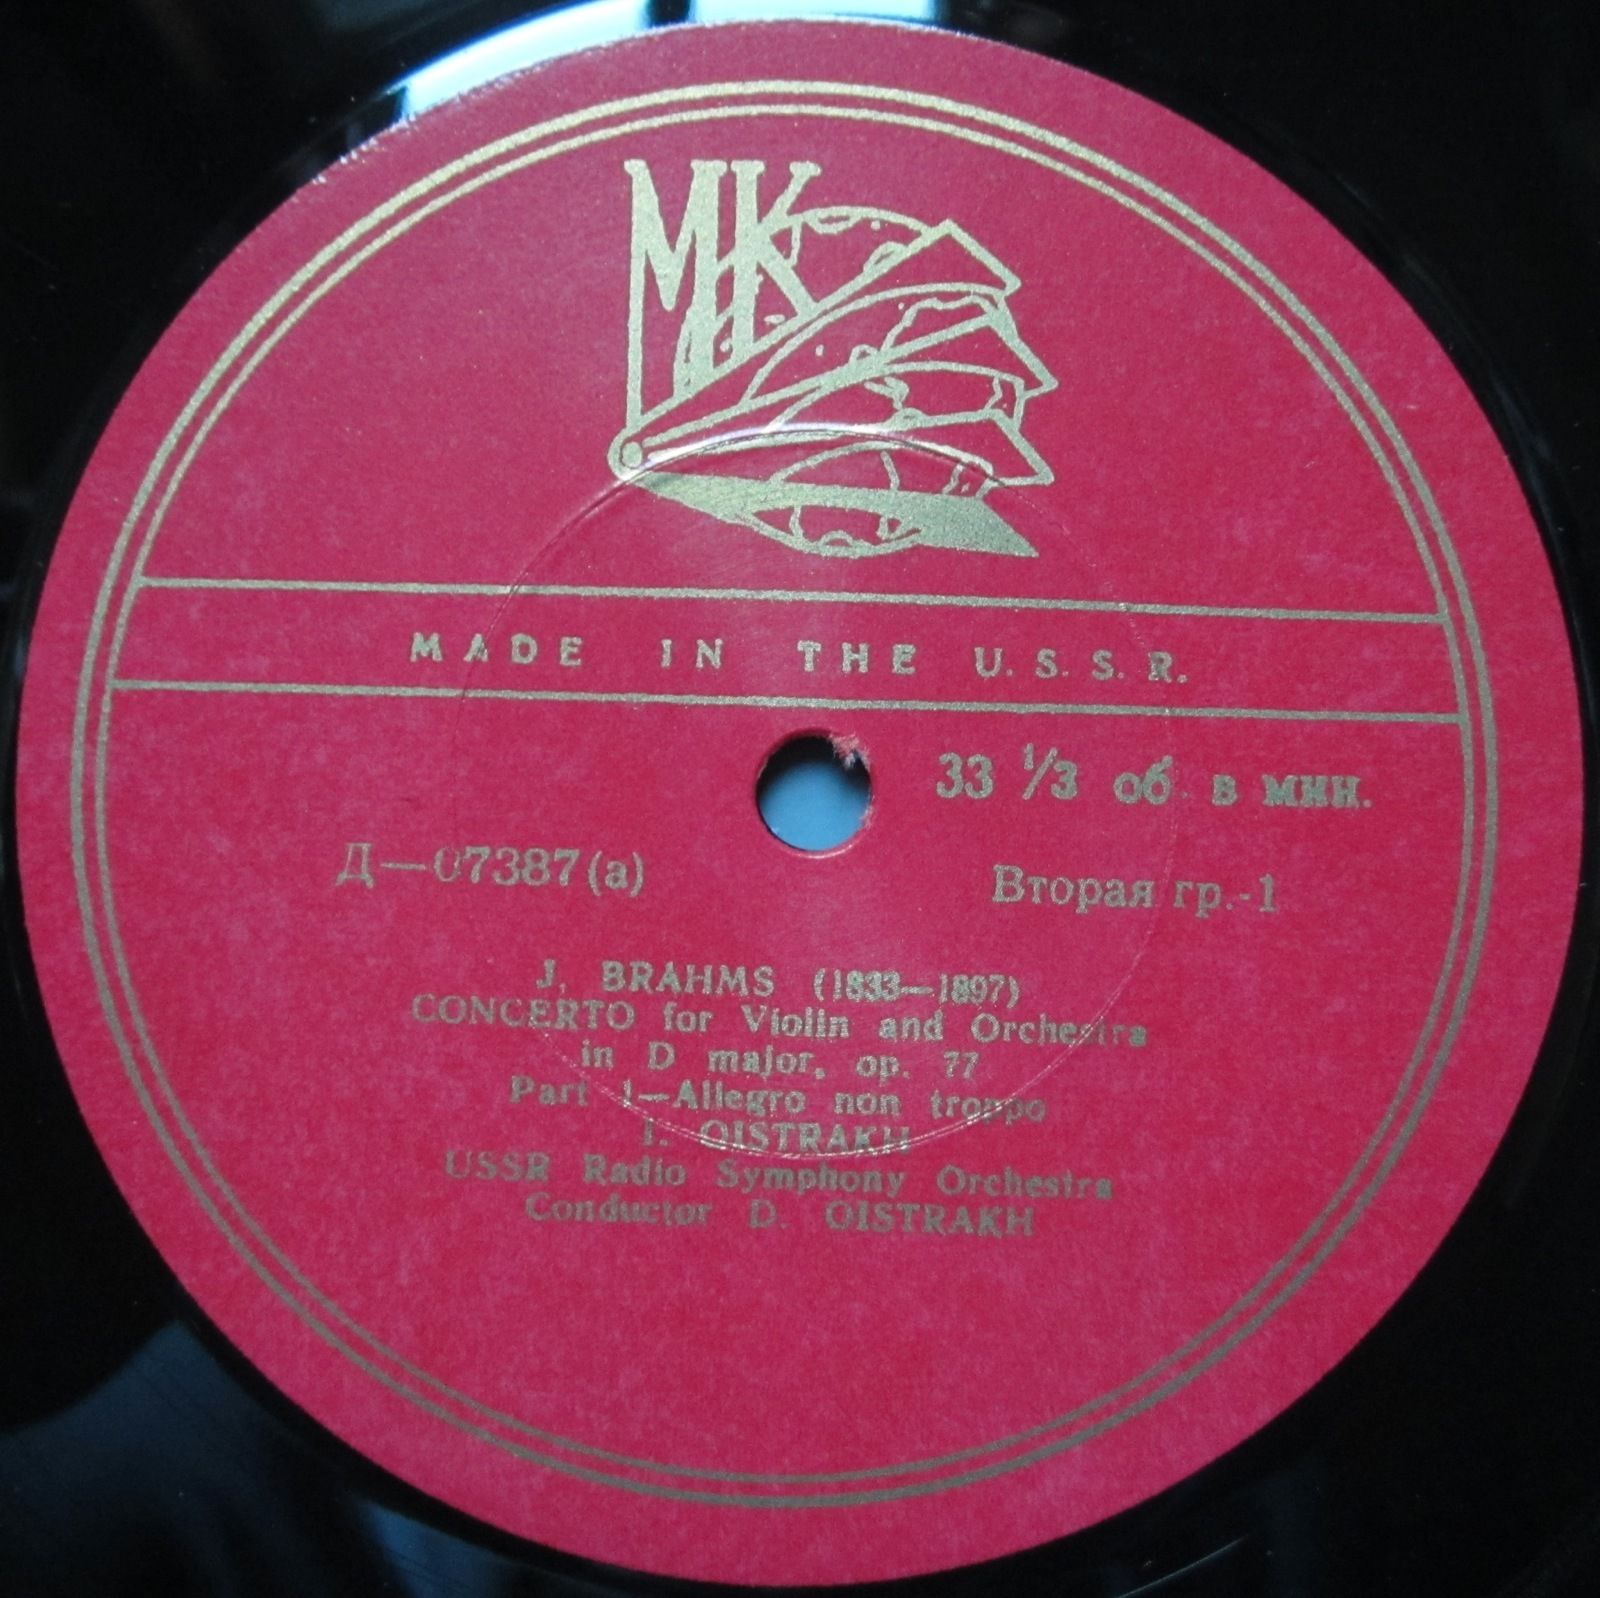 МК
MADE IN THE U.S.S.R.
33 1/3 об в мин.
Д—07387(а)
Вторая гр.-1
J. BRAHMS (1833—1897)
CONCERTO for Violin and Orchestra
in D major, op. 77
Part 1—Allegro non troppo
I. OISTRAKH
USSR Radio Symphony Orchestra
Conductor D. OISTRAKH